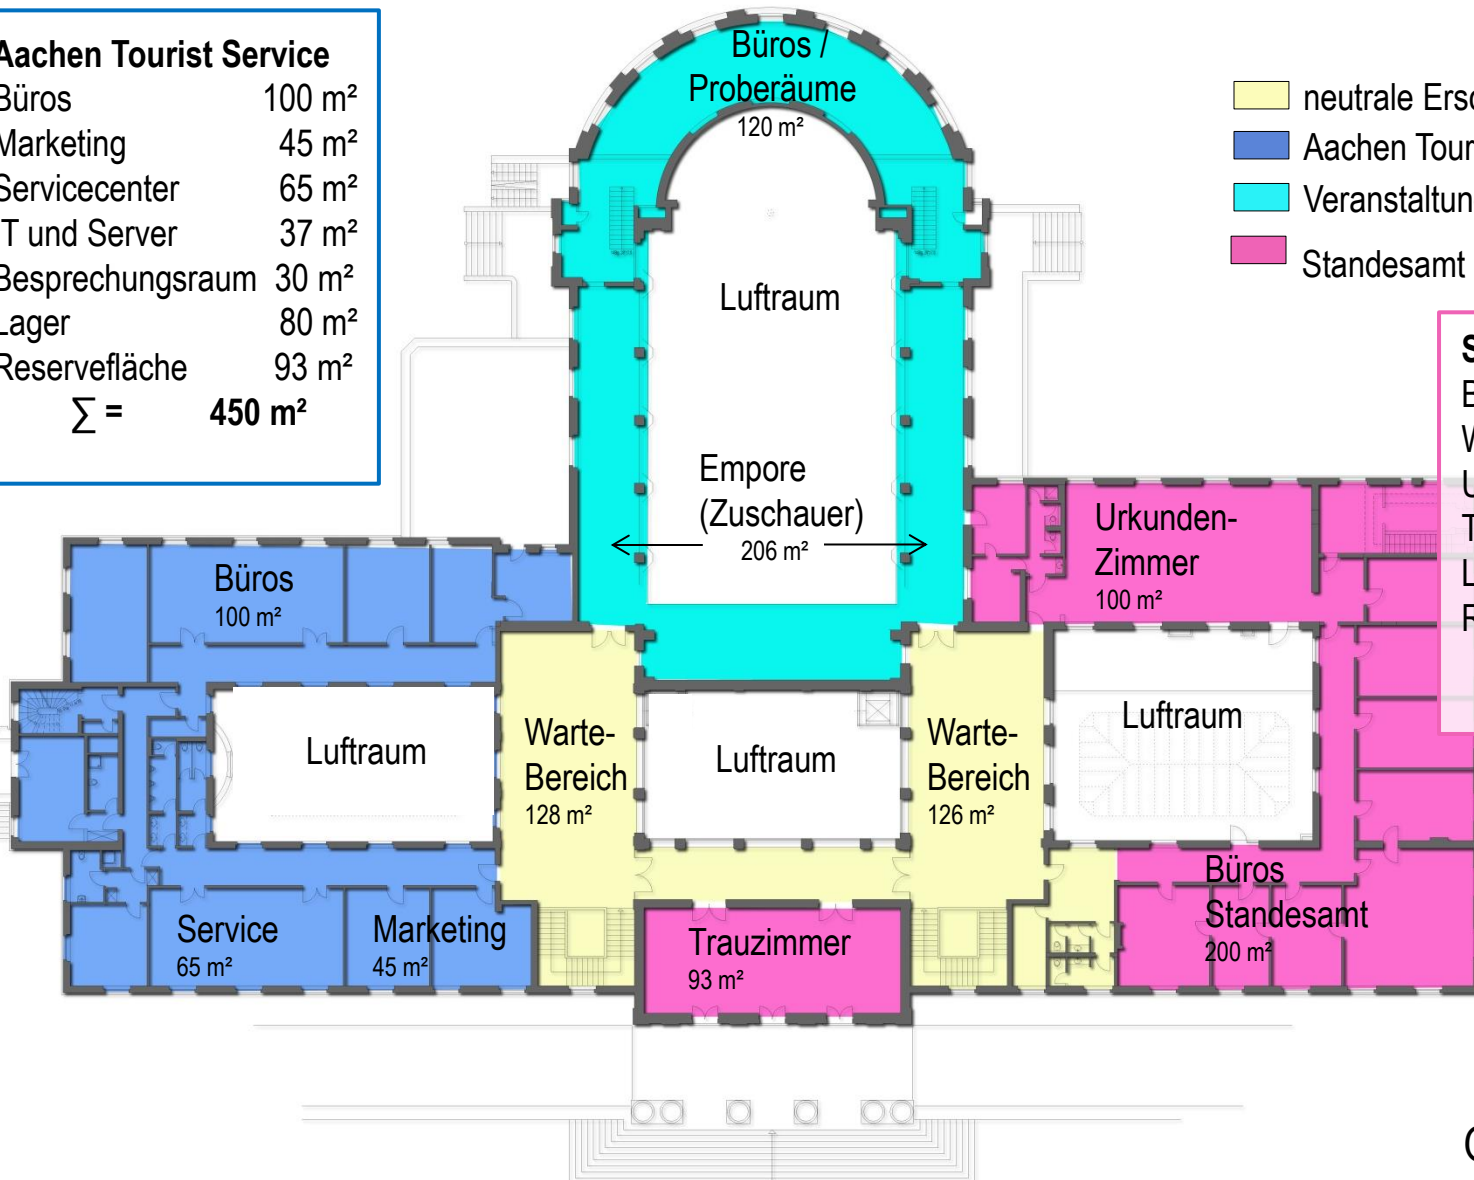 Aachen Tourist Service
Büros 100 m²
Marketing 45 m²
Servicecenter 65 m²
IT und Server 37 m²
Besprechungsraum 30 m²
Lager 80 m²
Reservefläche 93 m²
∑ = 450 m²
Büros /
Proberäume
120 m²
neutrale
Aachen
Standesamt
Luftraum
Empore
(Zuschauer)
206 m²
Urkunden-
Zimmer
100 m²
Büros
100 m²
Luftraum
Warte-
Bereich
128 m²
Luftraum
Warte-
Bereich
126 m²
Luftraum
Service
65 m²
Marketing
45 m²
Trauzimmer
93 m²
Büros
Standesamt
200 m²